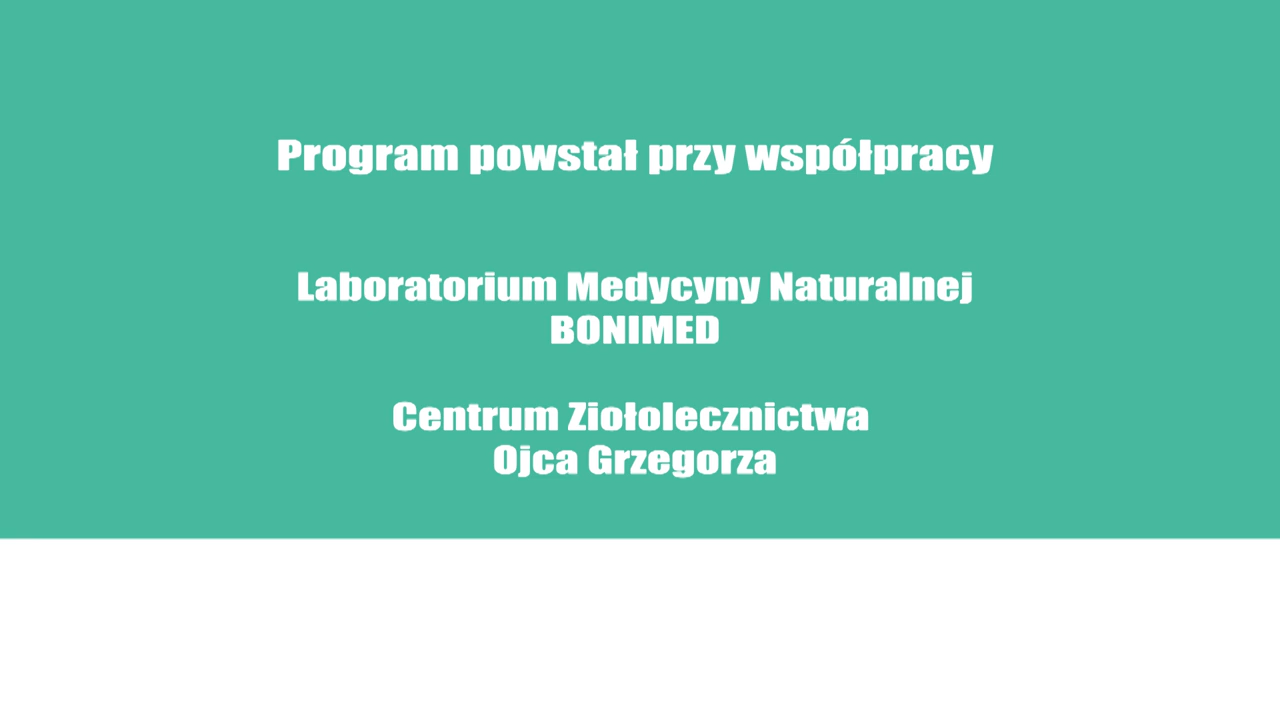 Program powstał przy współpracy
Laboratorium Medycyny Naturalnej
BONIMED
Centrum Ziołolecznictwa
Ojca Grzegorza